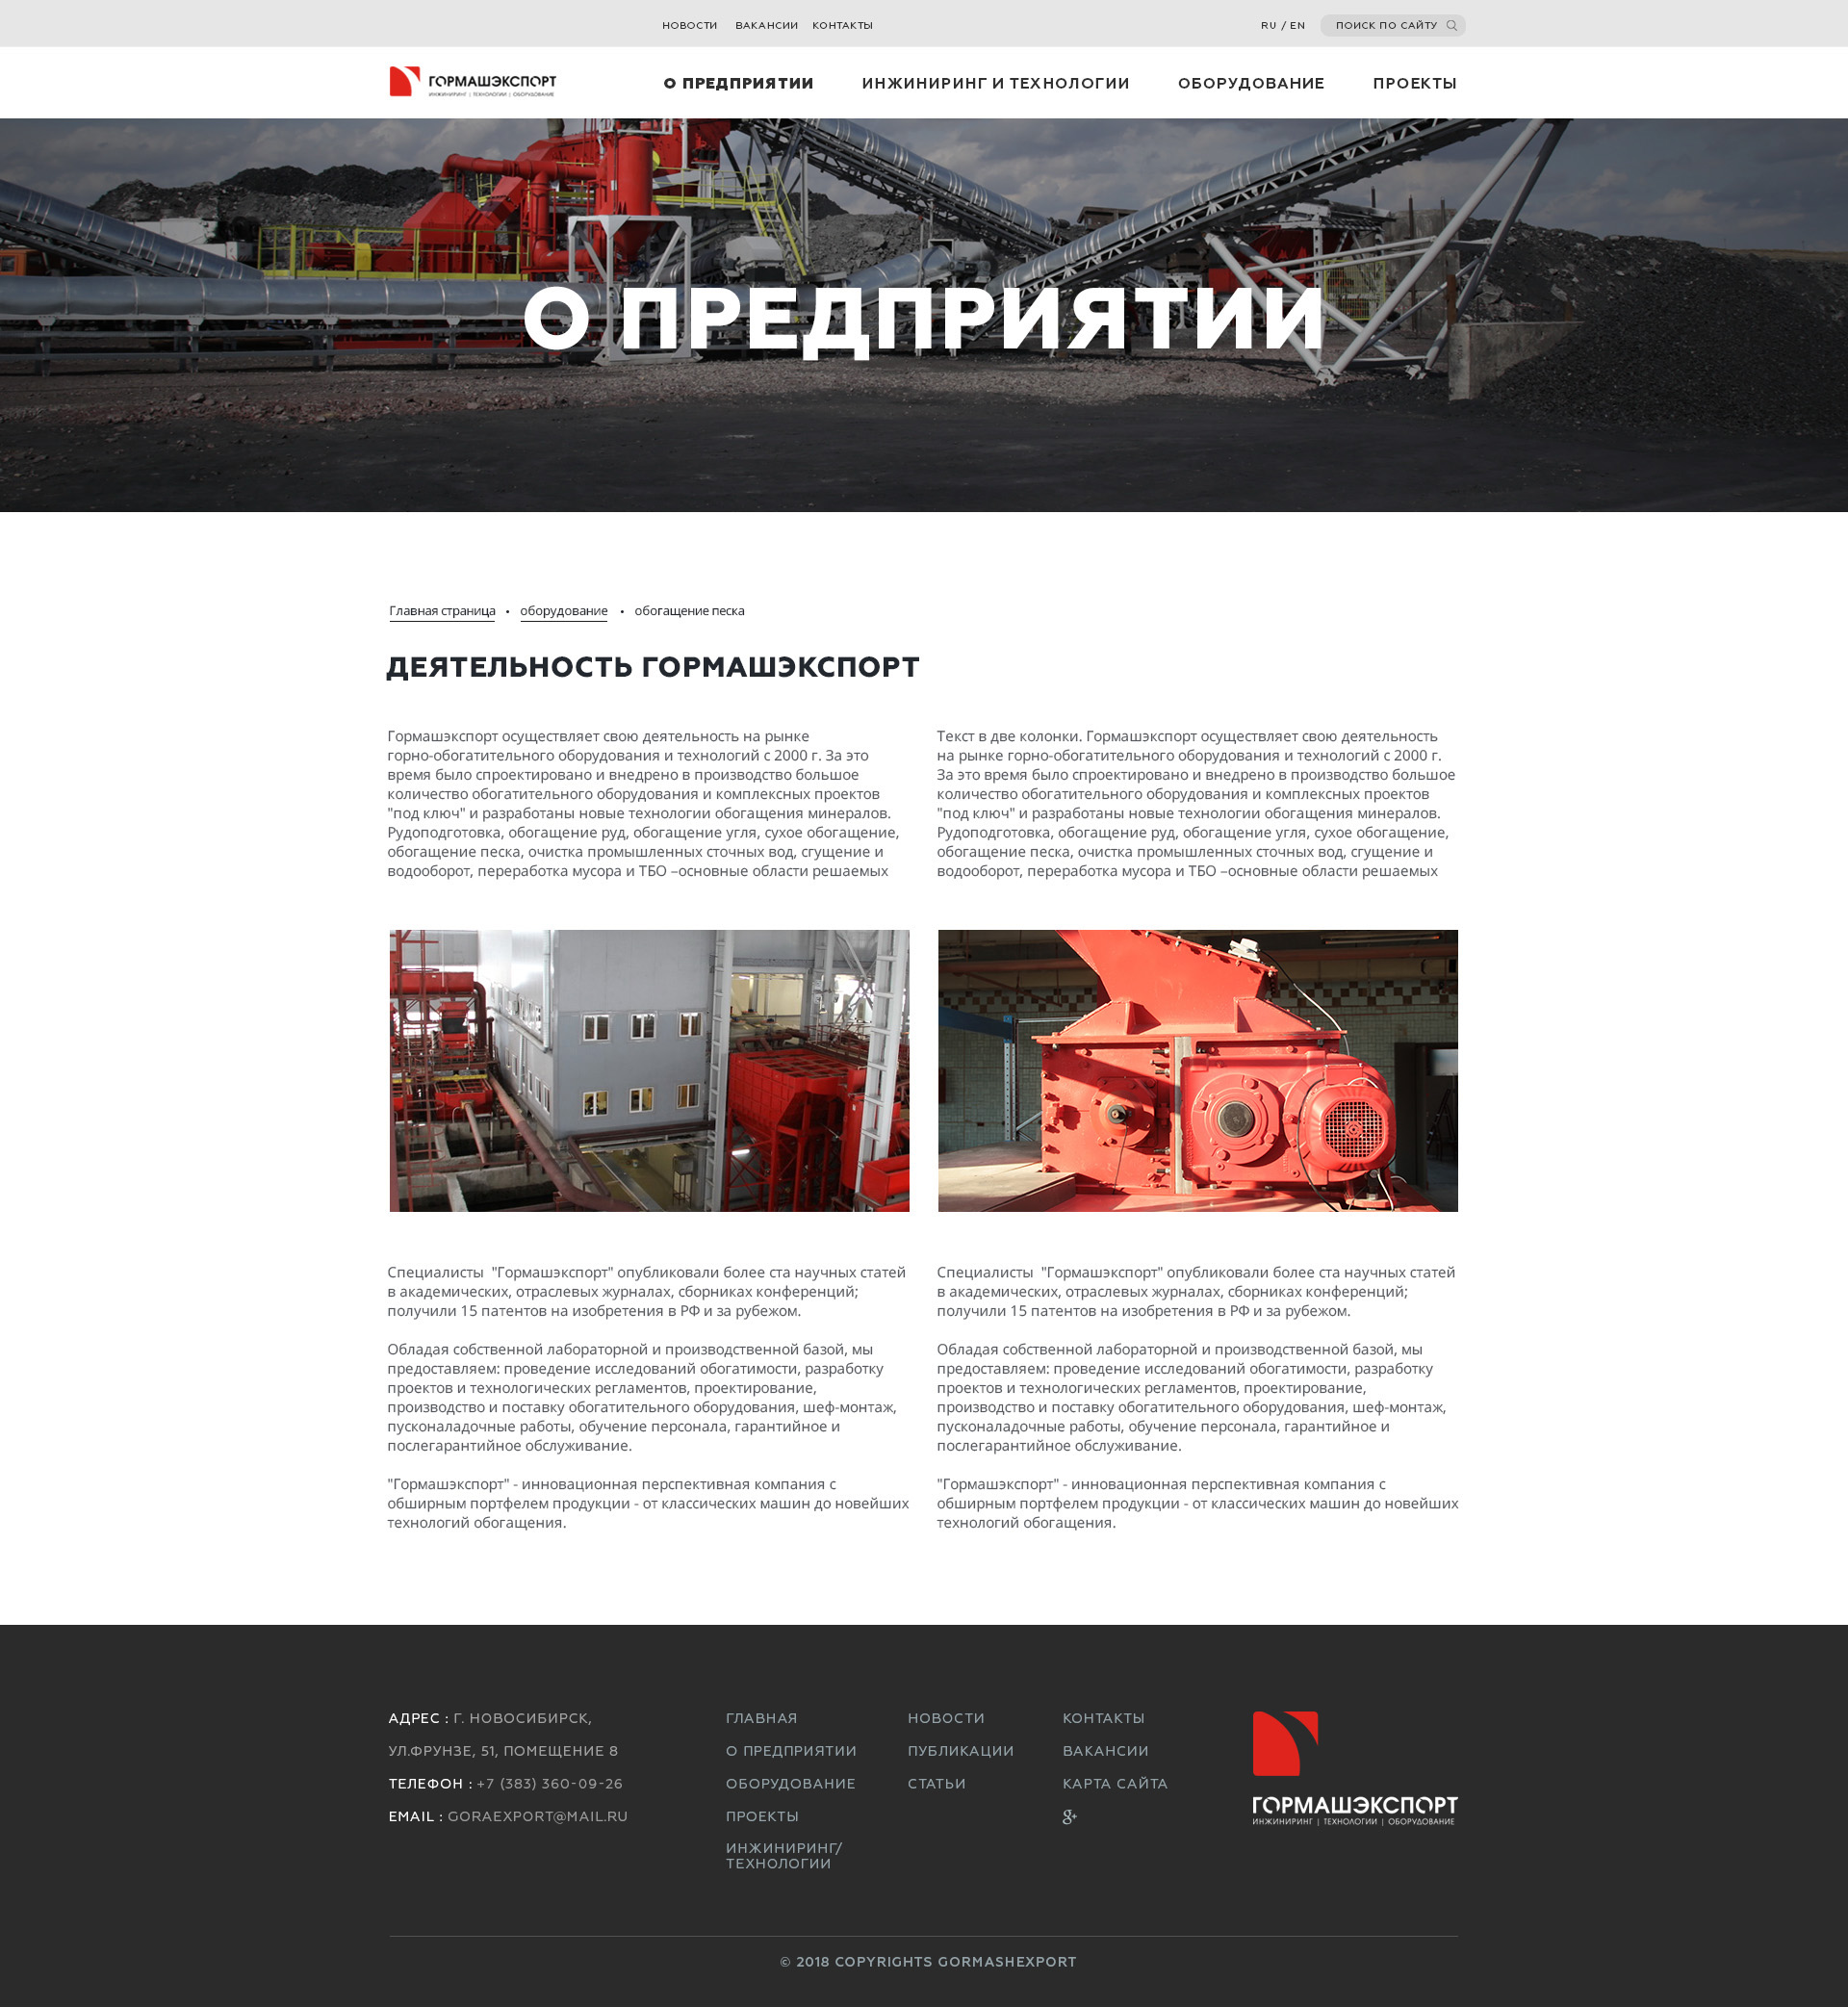 НОВОСТИ ВАКАНСИИ КОНТАКТЫ RU / EN ПОИСК ПО САЙТУ
ГОРМАШЭКСПОРТ
ИНЖИНИРИНГ | ТЕХНОЛОГИИ | ОБОРУДОВАНИЕ
О ПРЕДПРИЯТИИ ИНЖИНИРИНГ И ТЕХНОЛОГИИ ОБОРУДОВАНИЕ ПРОЕКТЫ
О ПРЕДПРИЯТИИ
Главная страница • оборудование • обогащение песка
ДЕЯТЕЛЬНОСТЬ ГОРМАШЭКСПОРТ
Гормашэкспорт осуществляет свою деятельность на рынке
горно-обогатительного оборудования и технологий с 2000 г. За это
время было спроектировано и внедрено в производство большое
количество обогатительного оборудования и комплексных проектов
"под ключ" и разработаны новые технологии обогащения минералов.
Рудоподготовка, обогащение руд, обогащение угля, сухое обогащение,
обогащение песка, очистка промышленных сточных вод, сгущение и
водооборот, переработка мусора и ТБО –основные области решаемых
Текст в две колонки. Гормашэкспорт осуществляет свою деятельность
на рынке горно-обогатительного оборудования и технологий с 2000 г.
За это время было спроектировано и внедрено в производство большое
количество обогатительного оборудования и комплексных проектов
"под ключ" и разработаны новые технологии обогащения минералов.
Рудоподготовка, обогащение руд, обогащение угля, сухое обогащение,
обогащение песка, очистка промышленных сточных вод, сгущение и
водооборот, переработка мусора и ТБО –основные области решаемых
Специалисты "Гормашэкспорт" опубликовали более ста научных статей
в академических, отраслевых журналах, сборниках конференций;
получили 15 патентов на изобретения в РФ и за рубежом.
Обладая собственной лабораторной и производственной базой, мы
предоставляем: проведение исследований обогатимости, разработку
проектов и технологических регламентов, проектирование,
производство и поставку обогатительного оборудования, шеф-монтаж,
пусконаладочные работы, обучение персонала, гарантийное и
послегарантийное обслуживание.
"Гормашэкспорт" - инновационная перспективная компания с
обширным портфелем продукции - от классических машин до новейших
технологий обогащения.
Специалисты "Гормашэкспорт" опубликовали более ста научных статей
в академических, отраслевых журналах, сборниках конференций;
получили 15 патентов на изобретения в РФ и за рубежом.
Обладая собственной лабораторной и производственной базой, мы
предоставляем: проведение исследований обогатимости, разработку
проектов и технологических регламентов, проектирование,
производство и поставку обогатительного оборудования, шеф-монтаж,
пусконаладочные работы, обучение персонала, гарантийное и
послегарантийное обслуживание.
"Гормашэкспорт" - инновационная перспективная компания с
обширным портфелем продукции - от классических машин до новейших
технологий обогащения.
АДРЕС : Г. НОВОСИБИРСК,
УЛ.ФРУНЗЕ, 51, ПОМЕЩЕНИЕ 8
ТЕЛЕФОН : +7 (383) 360-09-26
EMAIL : GORAEXPORT@MAIL.RU
ГЛАВНАЯ
О ПРЕДПРИЯТИИ
ОБОРУДОВАНИЕ
ПРОЕКТЫ
ИНЖИНИРИНГ/
ТЕХНОЛОГИИ
НОВОСТИ
ПУБЛИКАЦИИ
СТАТЬИ
КОНТАКТЫ
ВАКАНСИИ
КАРТА САЙТА
g+
ГОРМАШЭКСПОРТ
ИНЖИНИРИНГ | ТЕХНОЛОГИИ | ОБОРУДОВАНИЕ
© 2018 COPYRIGHTS GORMASHEXPORT